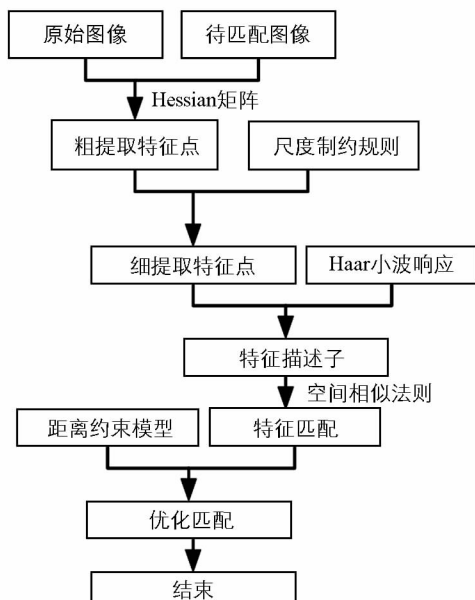 原始图像
待匹配图像
Hessian矩阵
粗提取特征点
尺度制约规则
细提取特征点
Haar小波响应
特征描述子
空间相似法则
距离约束模型
特征匹配
优化匹配
结束